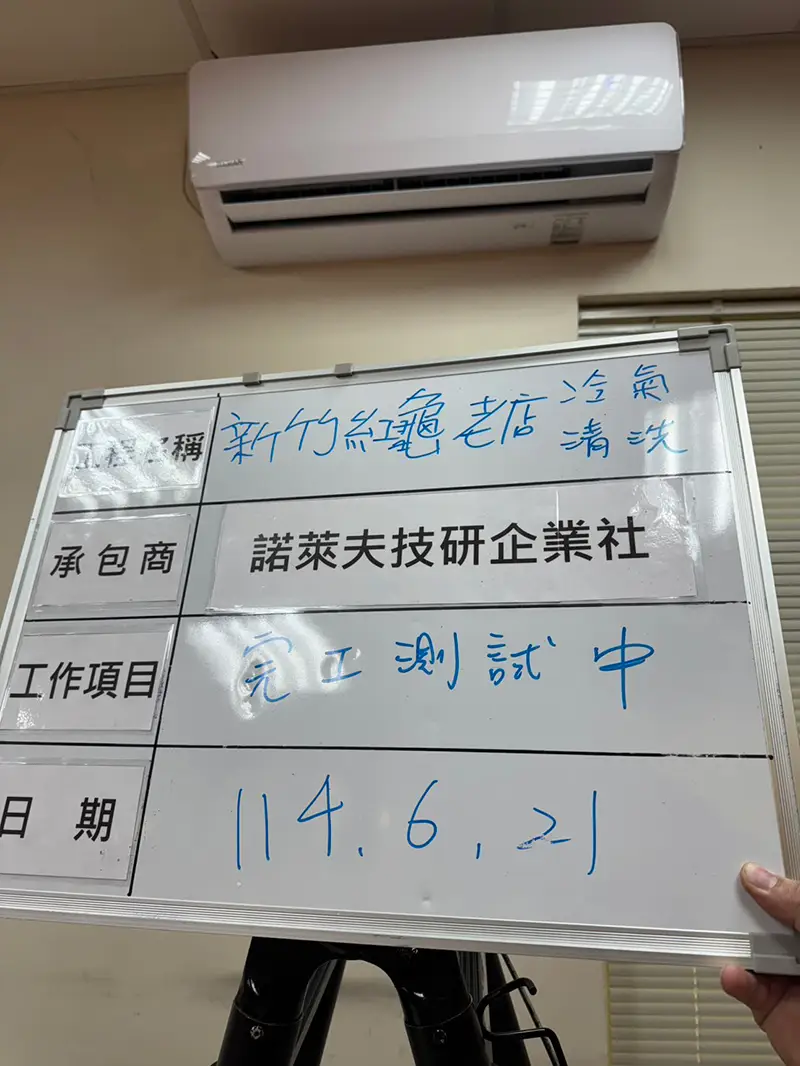 工程名稱 新竹紅龜老店 冷氣
清洗
承包商 諾萊夫技研企業社
工作項目 完工測試中
日期 114.6.21